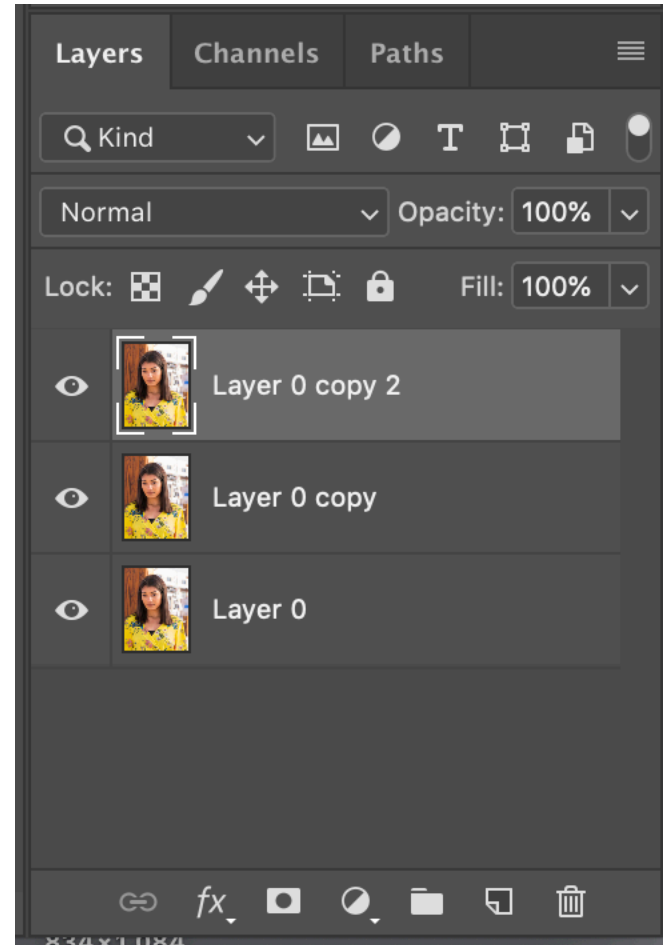 Layers Channels Paths
Kind T
Normal Opacity: 100%
Lock: Fill: 100%
Layer 0 copy 2
Layer 0 copy
Layer 0
fx